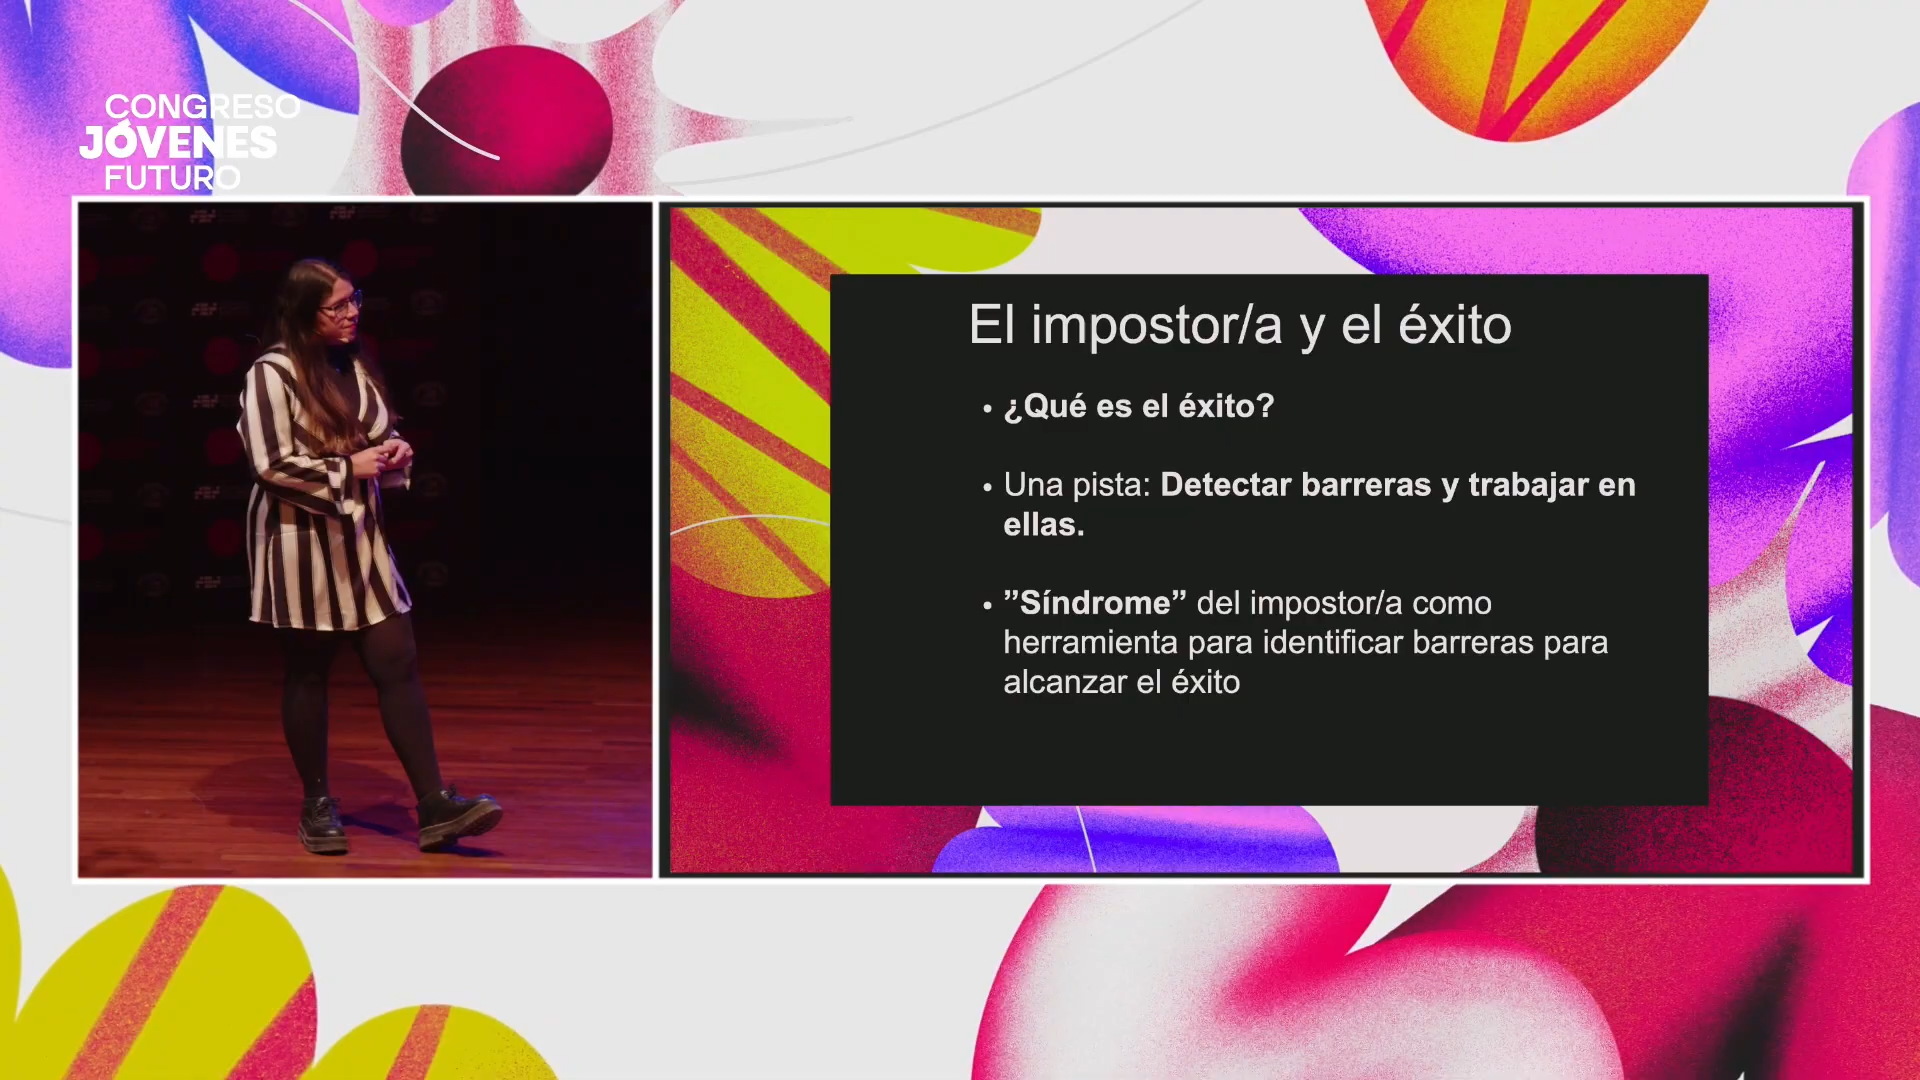 CONGRESO
JÓVENES
FUTURO
El impostor/a y el éxito
• ¿Qué es el éxito?
• Una pista: Detectar barreras y trabajar en
ellas.
• ”Síndrome” del impostor/a como
herramienta para identificar barreras para
alcanzar el éxito